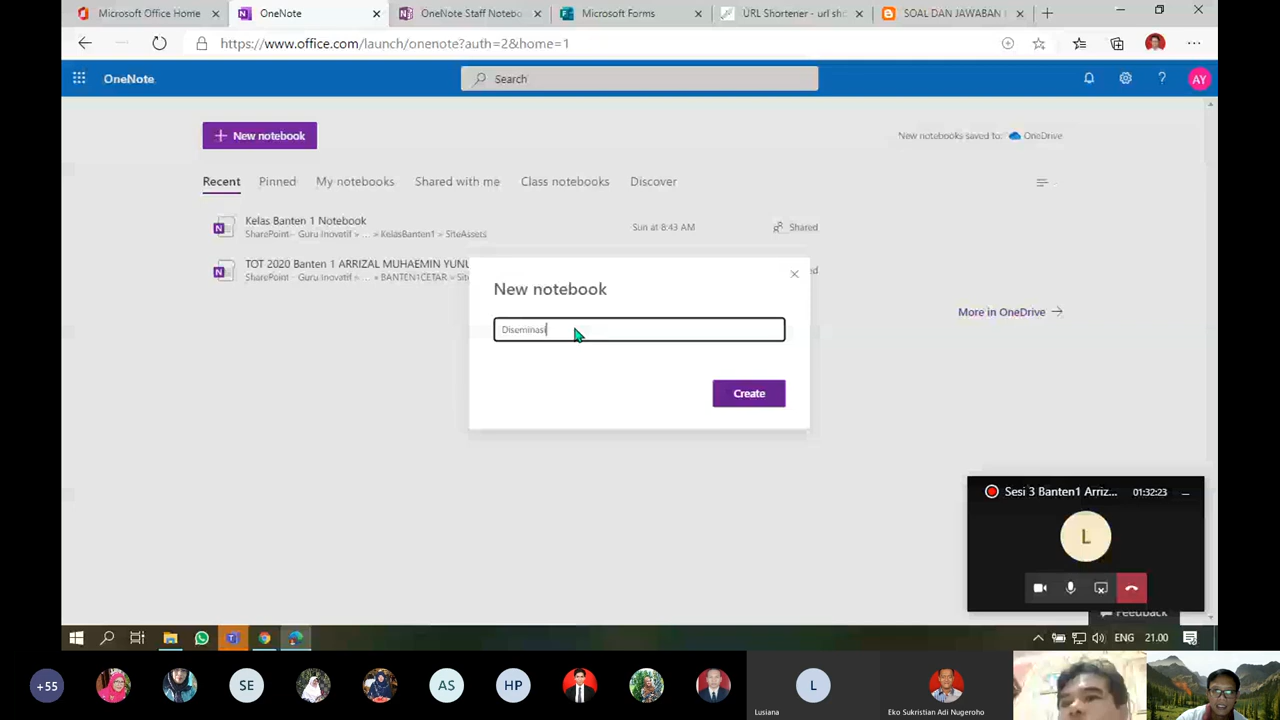 Microsoft Office Home
OneNote
OneNote Staff Notebo
Microsoft Forms
URL Shortener - url sh
SOAL DAN JAWABAN
https://www.office.com/launch/onenote?auth=2&home=1
OneNote
Search
AY
New notebook
New notebooks saved to: OneDrive
Recent
Pinned
My notebooks
Shared with me
Class notebooks
Discover
Kelas Banten 1 Notebook
SharePoint - Guru Inovatif » ... » KelasBanten1 » SiteAssets
Sun at 8:43 AM
Shared
TOT 2020 Banten 1 ARRIZAL MUHAEMIN YUNU
SharePoint - Guru Inovatif » ... » BANTEN1CETAR » Sit
ed
New notebook
More in OneDrive
Diseminasi
Create
Sesi 3 Banten1 Arriz...
01:32:23
L
Feedback
ENG
21.00
+55
SE
AS
HP
L
Lusiana
Eko Sukristian Adi Nugeroho